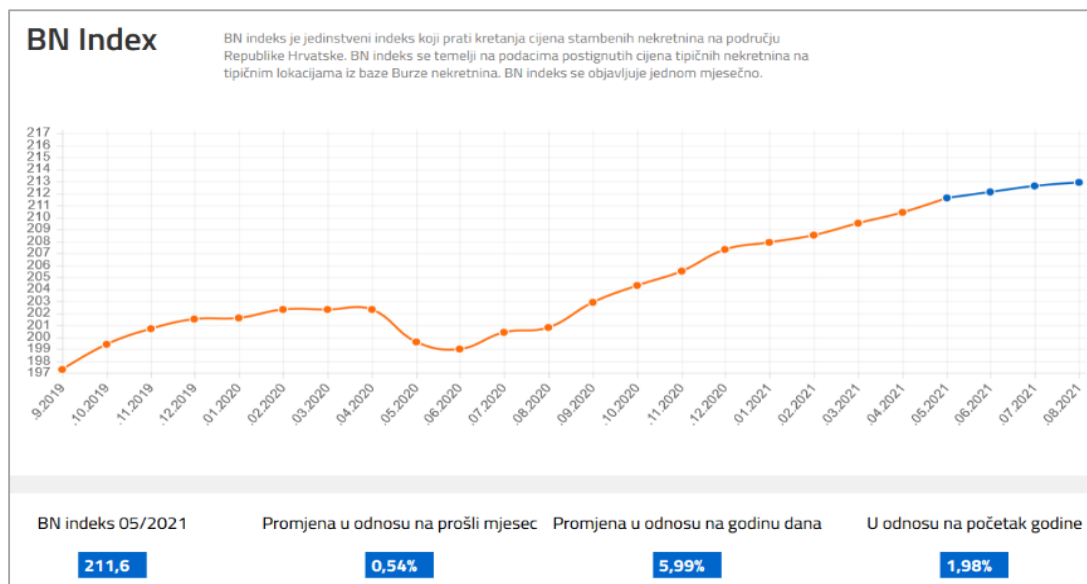 BN Index
BN indeks je jedinstveni indeks koji prati kretanja cijena stambenih nekretnina na području
Republike Hrvatske. BN indeks se temelji na podacima postignutih cijena tipičnih nekretnina na
tipičnim lokacijama iz baze Burze nekretnina. BN indeks se objavljuje jednom mjesečno.
217
216
215
214
213
212
210
209
208
207
206
205
203
202
201
200
199
198
197
.9.2019 .10.2019 .11.2019 .12.2019 .01.2020 .02.2020 .03.2020 .04.2020 .05.2020 .06.2020 .07.2020 .08.2020 .09.2020 .10.2020 .11.2020 .12.2020 .01.2021 .02.2021 .03.2021 .04.2021 .05.2021 .06.2021 .07.2021 .08.2021
BN indeks 05/2021 Promjena u odnosu na prošli mjesec Promjena u odnosu na godinu dana U odnosu na početak godine
211,6 0,54% 5,99% 1,98%